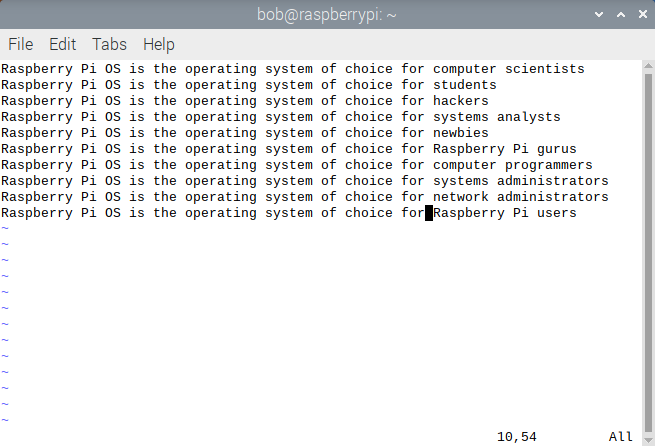 bob@raspberrypi: ~
File Edit Tabs Help
Raspberry Pi OS is the operating system of choice for computer scientists
Raspberry Pi OS is the operating system of choice for students
Raspberry Pi OS is the operating system of choice for hackers
Raspberry Pi OS is the operating system of choice for systems analysts
Raspberry Pi OS is the operating system of choice for newbies
Raspberry Pi OS is the operating system of choice for Raspberry Pi gurus
Raspberry Pi OS is the operating system of choice for computer programmers
Raspberry Pi OS is the operating system of choice for systems administrators
Raspberry Pi OS is the operating system of choice for network administrators
Raspberry Pi OS is the operating system of choice for Raspberry Pi users
~
~
~
~
~
~
~
~
~
~
~
~
~
10,54 All